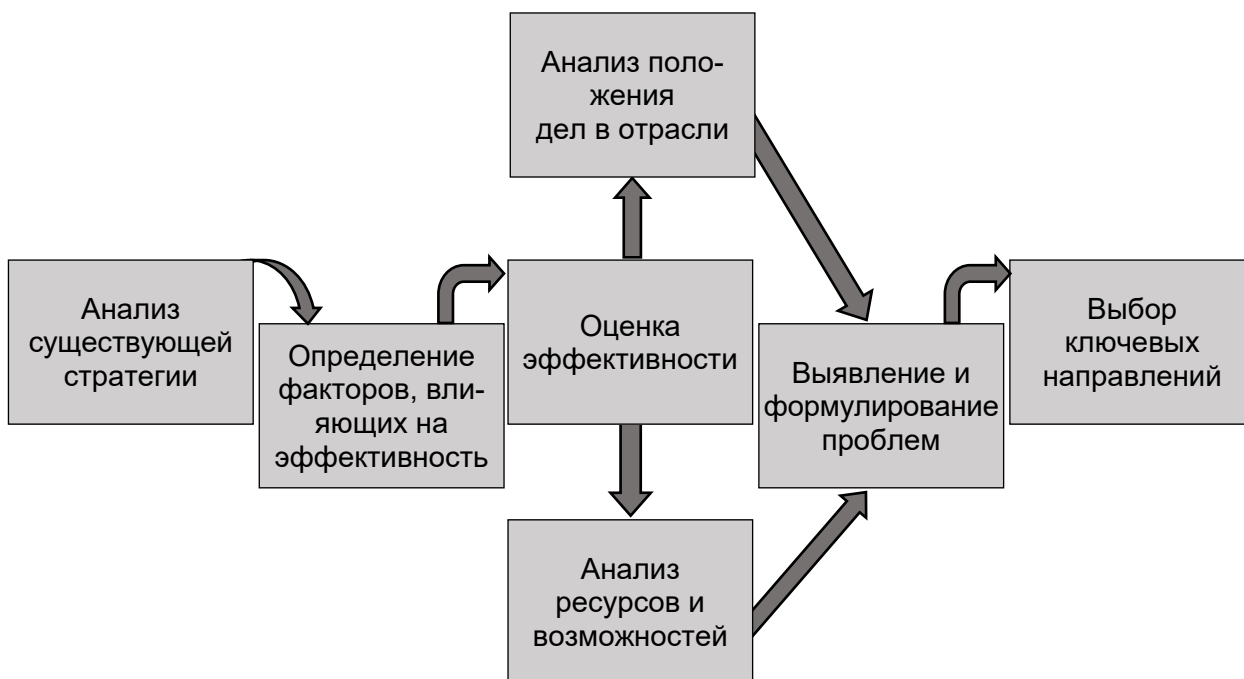 Анализ поло-
жения
дел в отрасли
Анализ
существующей
стратегии
Определение
факторов, вли-
яющих на
эффективность
Оценка
эффективности
Анализ
ресурсов и
возможностей
Выявление и
формулирование
проблем
Выбор
ключевых
направлений